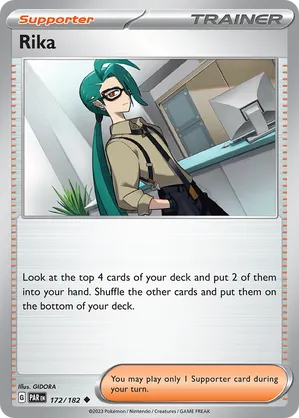 Supporter
TRAINER
Rika
Look at the top 4 cards of your deck and put 2 of them
into your hand. Shuffle the other cards and put them on
the bottom of your deck.
Illus. GIDORA
G PAR EN 172/182
You may play only 1 Supporter card during
your turn.
©2023 Pokémon / Nintendo / Creatures / GAME FREAK